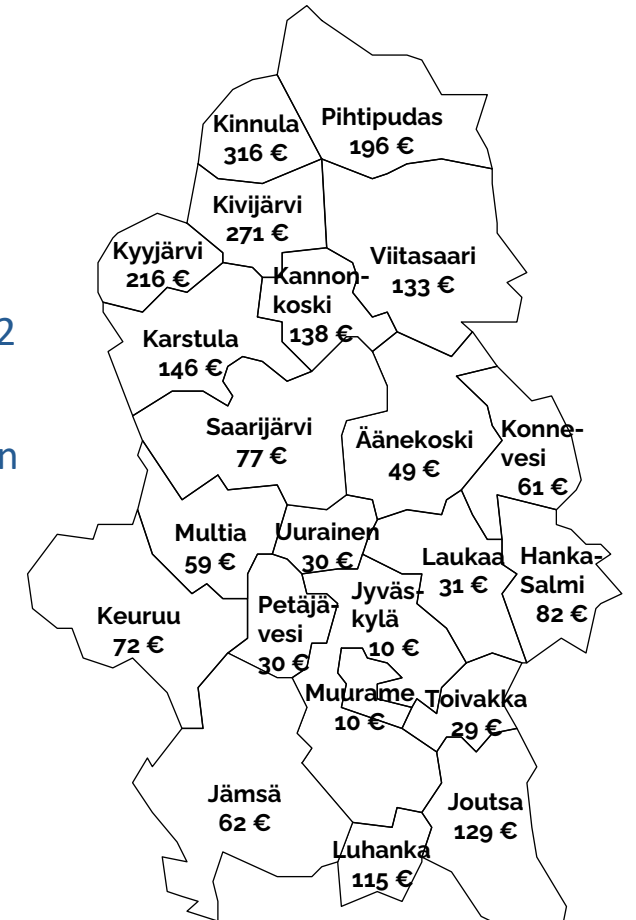 Kinnula
316 €
Pihtipudas
196 €
Kivijärvi
271 €
Kyyjärvi
216 €
Viitasaari
133 €
Kannon-
koski
138 €
2
Karstula
146 €
Saarijärvi
77 €
Äänekoski
49 €
Konne-
vesi
61 €
n
Multia
59 €
Uurainen
30 €
Laukaa
31 €
Hanka-
Salmi
82 €
Keuruu
72 €
Petäjä-
vesi
30 €
Jyväs-
kylä
10 €
Muurame
10 €
Toivakka
29 €
Jämsä
62 €
Joutsa
129 €
Luhanka
115 €